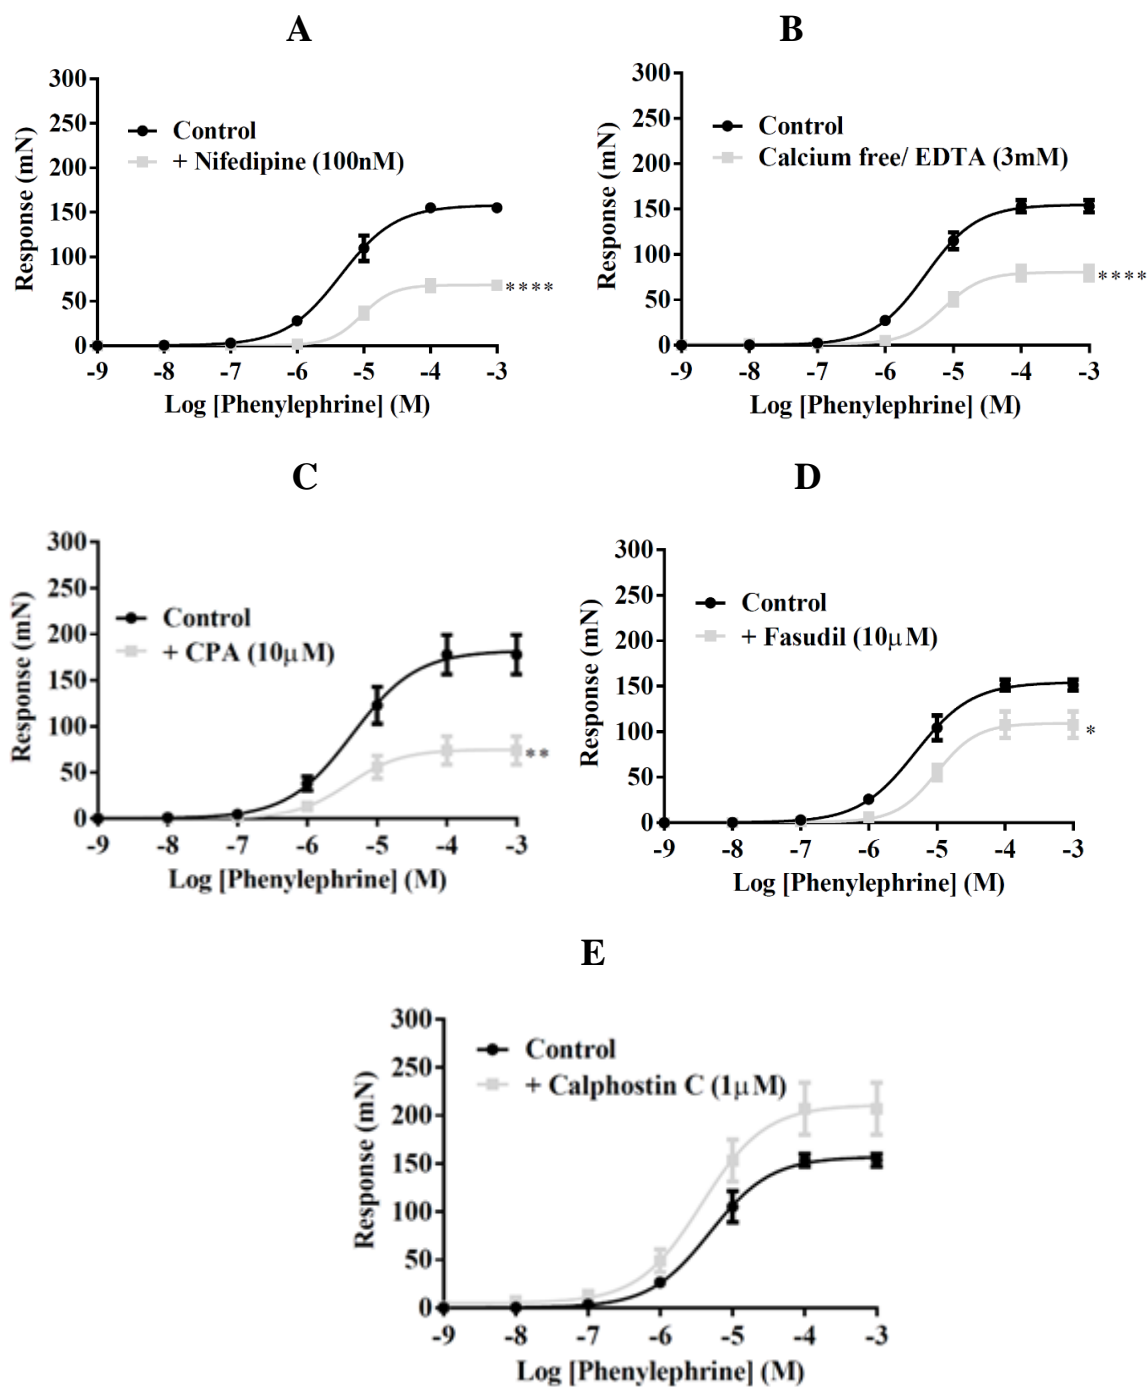 A
300
250
200
150
100
50
0
Response (mN)
Control
+ Nifedipine (100nM)
****
-9 -8 -7 -6 -5 -4 -3
Log [Phenylephrine] (M)
B
300
250
200
150
100
50
0
Response (mN)
Control
Calcium free/ EDTA (3mM)
****
-9 -8 -7 -6 -5 -4 -3
Log [Phenylephrine] (M)
C
300
250
200
150
100
50
0
Response (mN)
Control
+ CPA (10μM)
**
-9 -8 -7 -6 -5 -4 -3
Log [Phenylephrine] (M)
D
300
250
200
150
100
50
0
Response (mN)
Control
+ Fasudil (10μM)
*
-9 -8 -7 -6 -5 -4 -3
Log [Phenylephrine] (M)
E
300
250
200
150
100
50
0
Response (mN)
Control
+ Calphostin C (1μM)
-9 -8 -7 -6 -5 -4 -3
Log [Phenylephrine] (M)